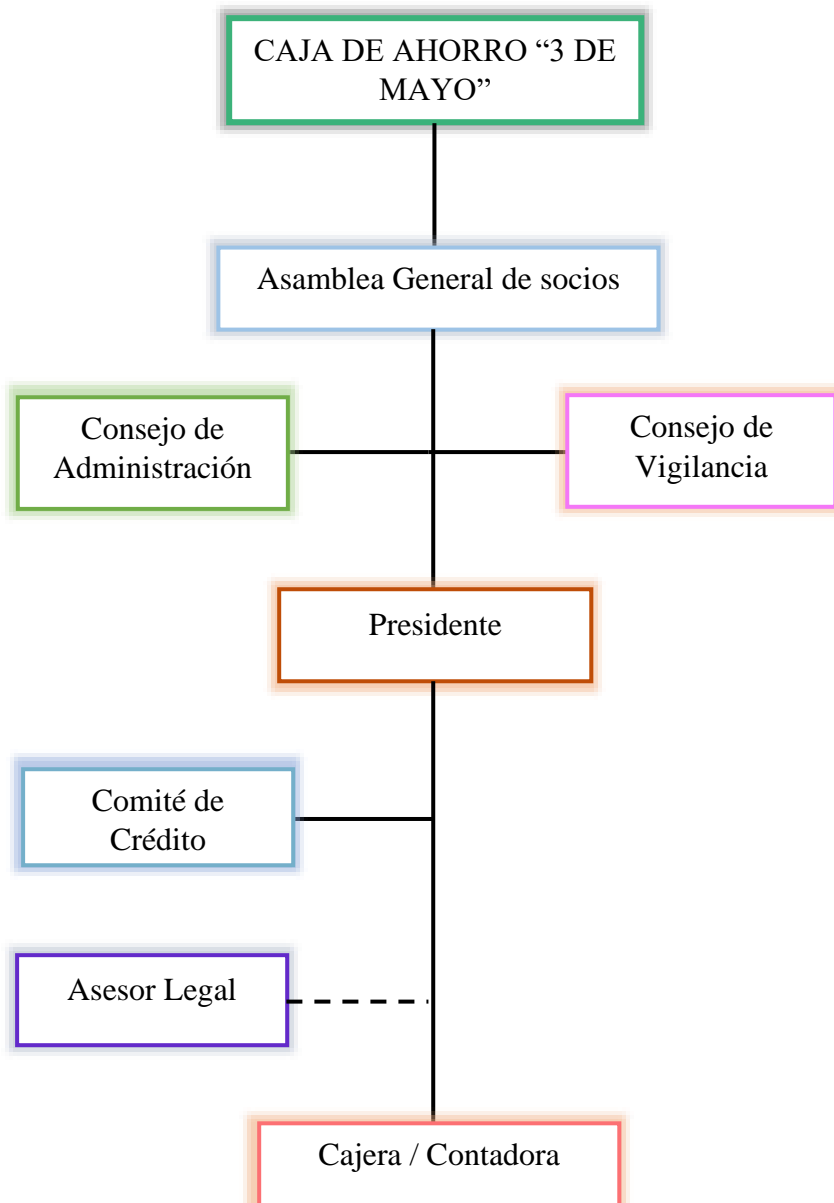 CAJA DE AHORRO “3 DE
MAYO”
Asamblea General de socios
Consejo de
Administración
Consejo de
Vigilancia
Presidente
Comité de
Crédito
Asesor Legal
Cajera / Contadora